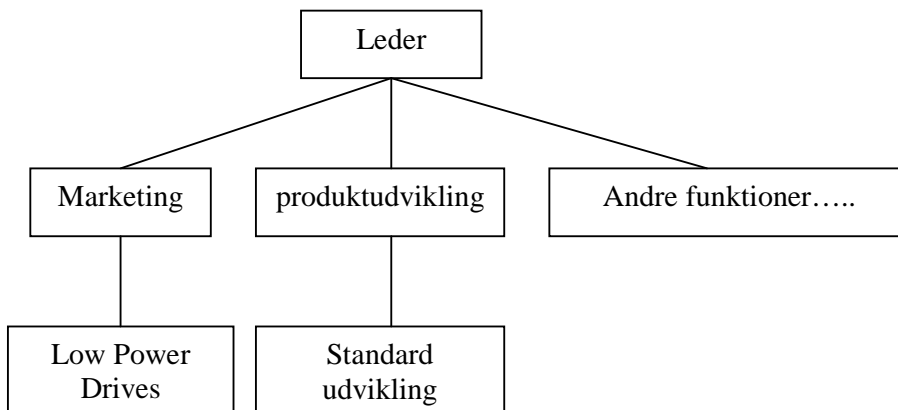 Leder
Marketing
produktudvikling
Andre funktioner…..
Low Power
Drives
Standard
udvikling